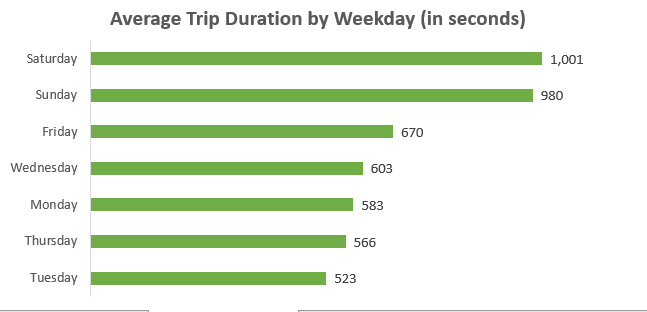 Average Trip Duration by Weekday (in seconds)
Saturday 1,001
Sunday 980
Friday 670
Wednesday 603
Monday 583
Thursday 566
Tuesday 523